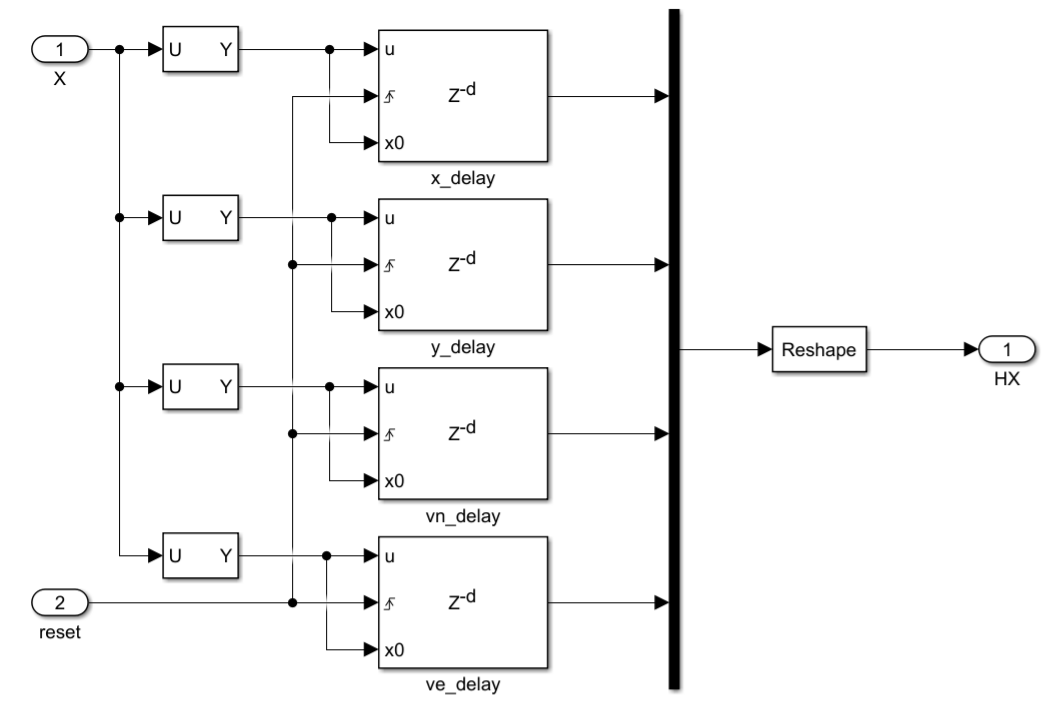 1
X
U Y
u
Z-d
x0
x_delay
U Y
u
Z-d
x0
y_delay
Reshape
1
HX
U Y
u
Z-d
x0
vn_delay
U Y
u
2
reset
Z-d
x0
ve_delay